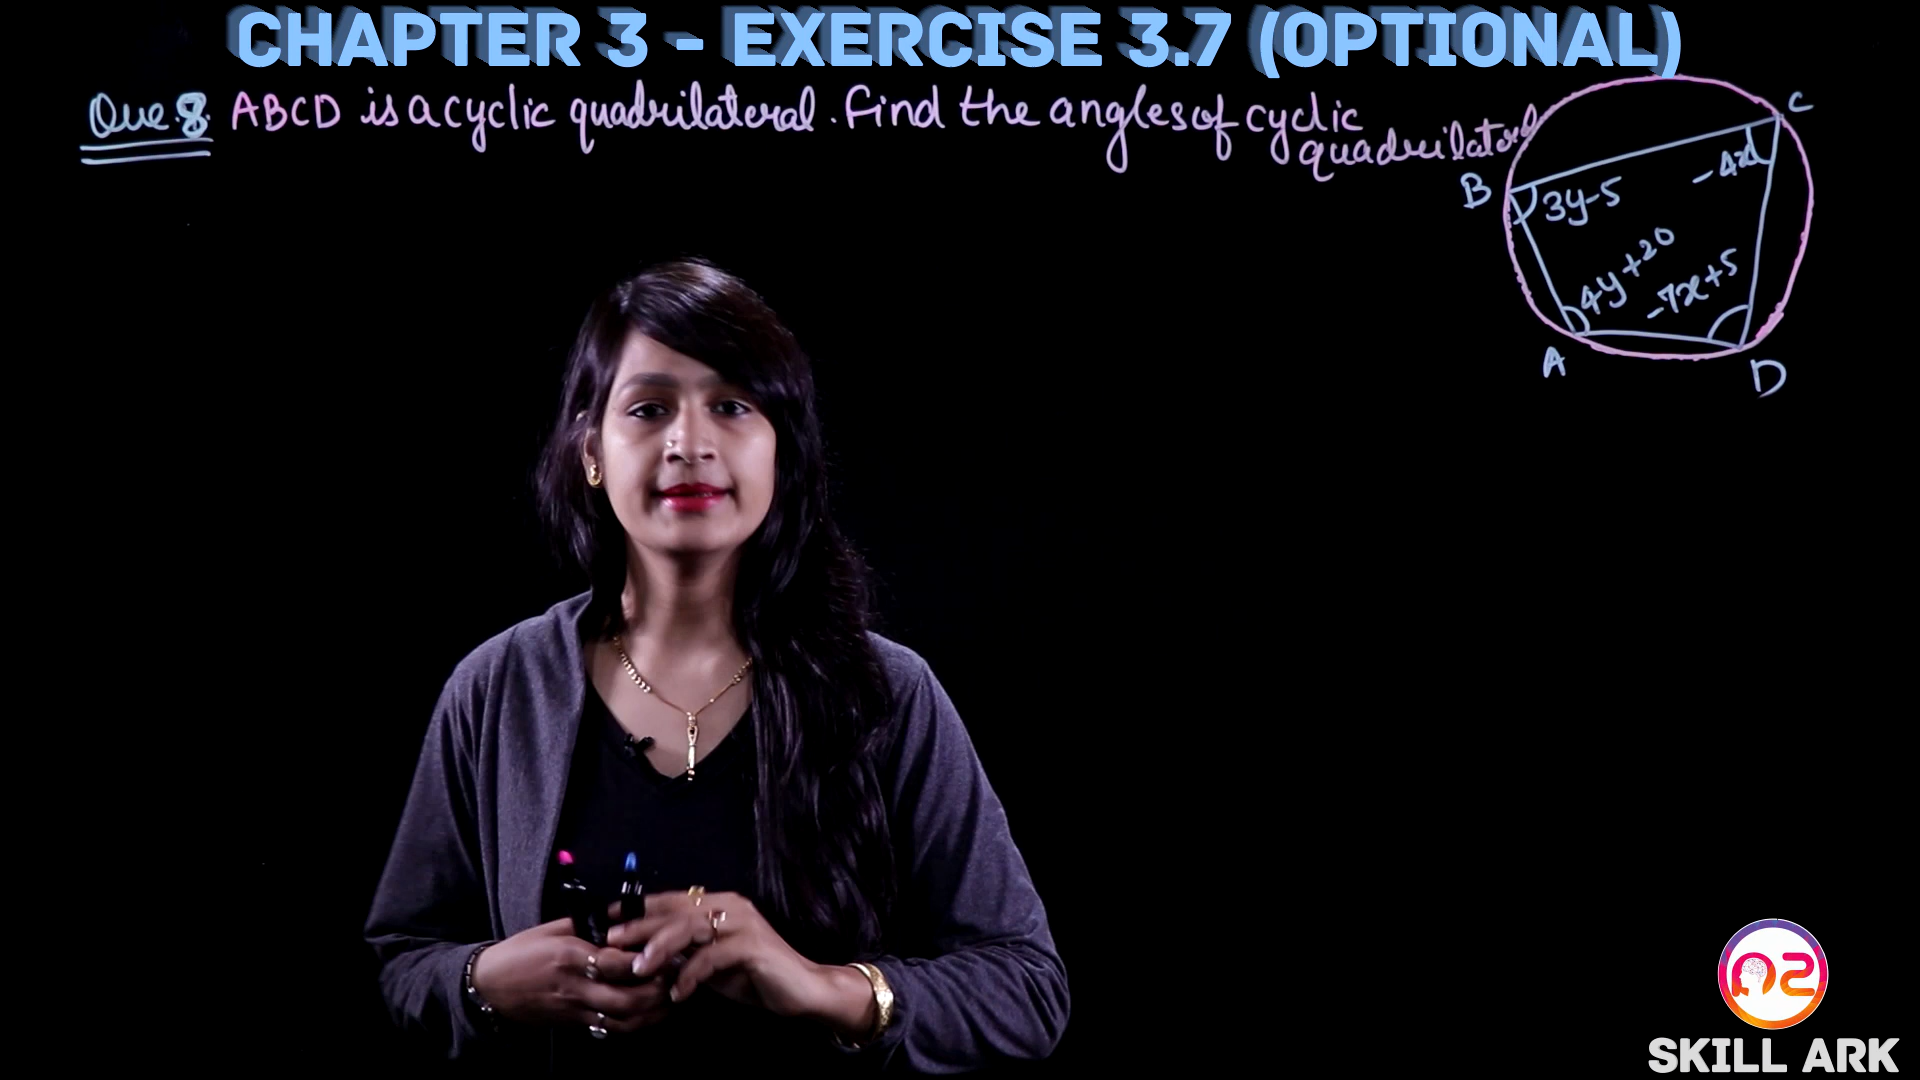 CHAPTER 3 - EXERCISE 3.7 (OPTIONAL)
Que.8. ABCD is a cyclic quadrilateral. Find the angles of cyclic
quadrilateral
C
B
3y-5
-4x
4y+20
-7x+5
A
D
SKILL ARK